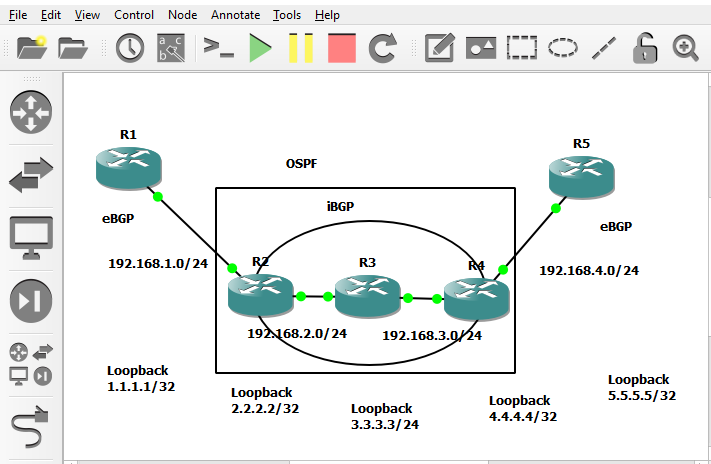 File Edit View Control Node Annotate Tools Help
a c
b
R1
R5
OSPF
iBGP
eBGP
eBGP
192.168.1.0/24
R2
R3
R4
192.168.4.0/24
192.168.2.0/24
192.168.3.0/24
Loopback
1.1.1.1/32
Loopback
2.2.2.2/32
Loopback
3.3.3.3/24
Loopback
4.4.4.4/32
Loopback
5.5.5.5/32